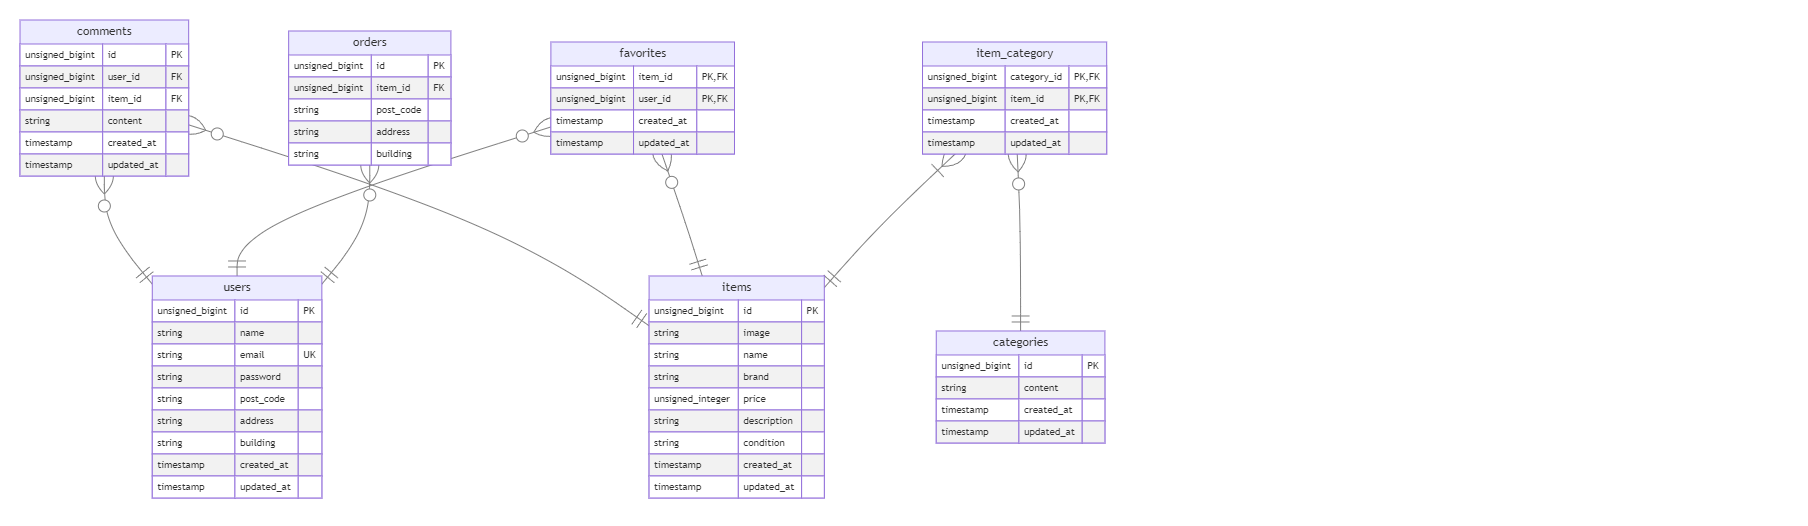 comments
unsigned_bigint id PK
unsigned_bigint user_id FK
unsigned_bigint item_id FK
string content
timestamp created_at
timestamp updated_at
orders
unsigned_bigint id PK
unsigned_bigint item_id FK
string post_code
string address
string building
favorites
unsigned_bigint item_id PK,FK
unsigned_bigint user_id PK,FK
timestamp created_at
timestamp updated_at
item_category
unsigned_bigint category_id PK,FK
unsigned_bigint item_id PK,FK
timestamp created_at
timestamp updated_at
users
unsigned_bigint id PK
string name
string email UK
string password
string post_code
string address
string building
timestamp created_at
timestamp updated_at
items
unsigned_bigint id PK
string image
string name
string brand
unsigned_integer price
string description
string condition
timestamp created_at
timestamp updated_at
categories
unsigned_bigint id PK
string content
timestamp created_at
timestamp updated_at